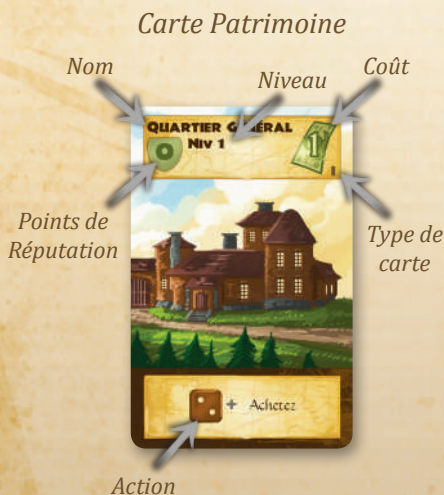 Carte Patrimoine
Nom
Niveau
Coût
QUARTIER GÉNÉRAL
0
Niv 1
1
Points de
Réputation
Type de
carte
+ Achetez
Action